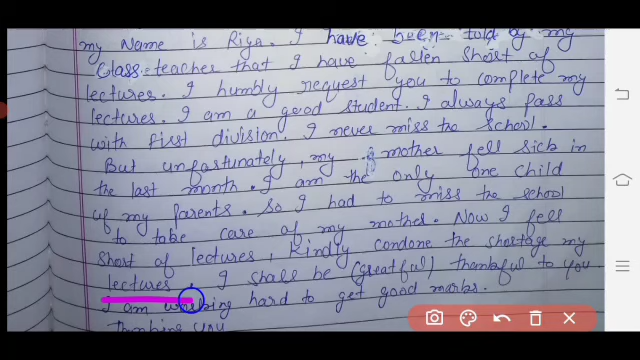 my Name is Riya. I have been told by my
Class-teacher that I have fallen short of
lectures. I humbly request you to complete my
lectures. I am a good student. I always pass
with first division. I never miss the school.
But unfortunately, my mother fell sick in
the last month. I am the only one child
of my parents. So I had to miss the school
to take care of my mother. Now I fell
short of lectures, Kindly condone the shortage my
lectures. I shall be (greatful) thankful to you
I am working hard to get good marks.
thanking you